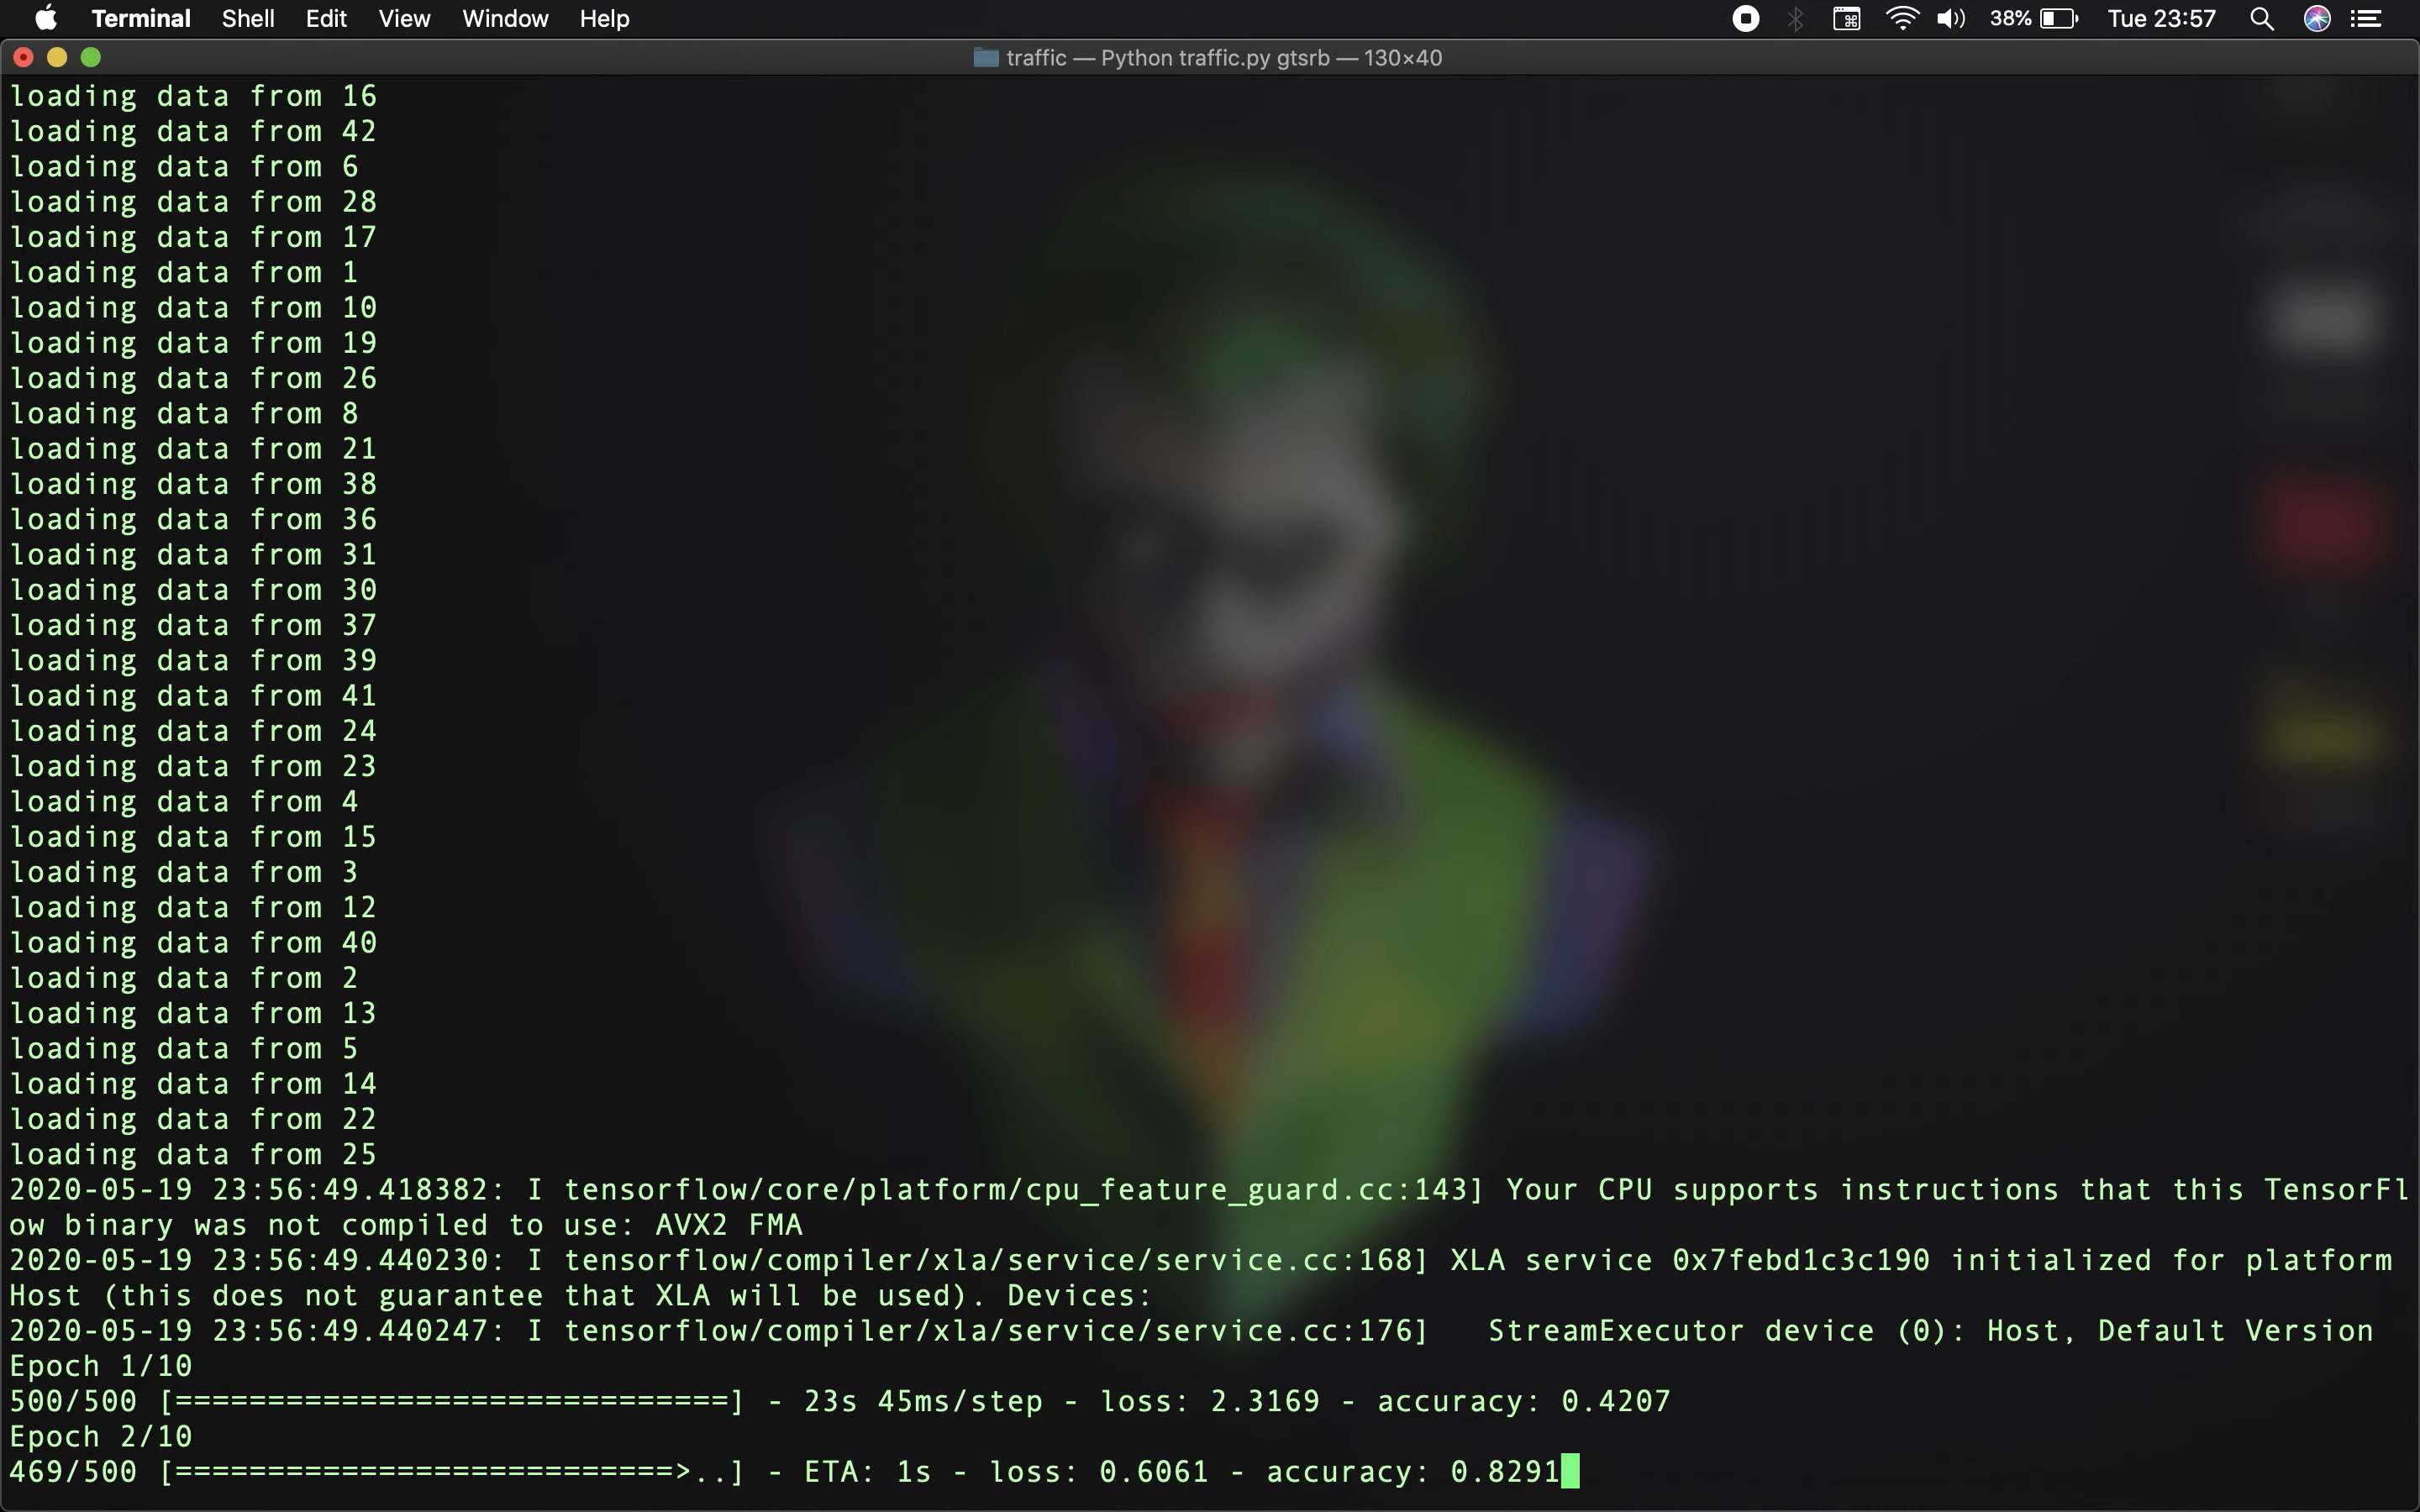 Terminal Shell Edit View Window Help 38% Tue 23:57
traffic — Python traffic.py gtsrb — 130×40
loading data from 16
loading data from 42
loading data from 6
loading data from 28
loading data from 17
loading data from 1
loading data from 10
loading data from 19
loading data from 26
loading data from 8
loading data from 21
loading data from 38
loading data from 36
loading data from 31
loading data from 30
loading data from 37
loading data from 39
loading data from 41
loading data from 24
loading data from 23
loading data from 4
loading data from 15
loading data from 3
loading data from 12
loading data from 40
loading data from 2
loading data from 13
loading data from 5
loading data from 14
loading data from 22
loading data from 25
2020-05-19 23:56:49.418382: I tensorflow/core/platform/cpu_feature_guard.cc:143] Your CPU supports instructions that this TensorFl
ow binary was not compiled to use: AVX2 FMA
2020-05-19 23:56:49.440230: I tensorflow/compiler/xla/service/service.cc:168] XLA service 0x7febd1c3c190 initialized for platform
Host (this does not guarantee that XLA will be used). Devices:
2020-05-19 23:56:49.440247: I tensorflow/compiler/xla/service/service.cc:176]   StreamExecutor device (0): Host, Default Version
Epoch 1/10
500/500 [==============================] - 23s 45ms/step - loss: 2.3169 - accuracy: 0.4207
Epoch 2/10
469/500 [===========================>..] - ETA: 1s - loss: 0.6061 - accuracy: 0.8291